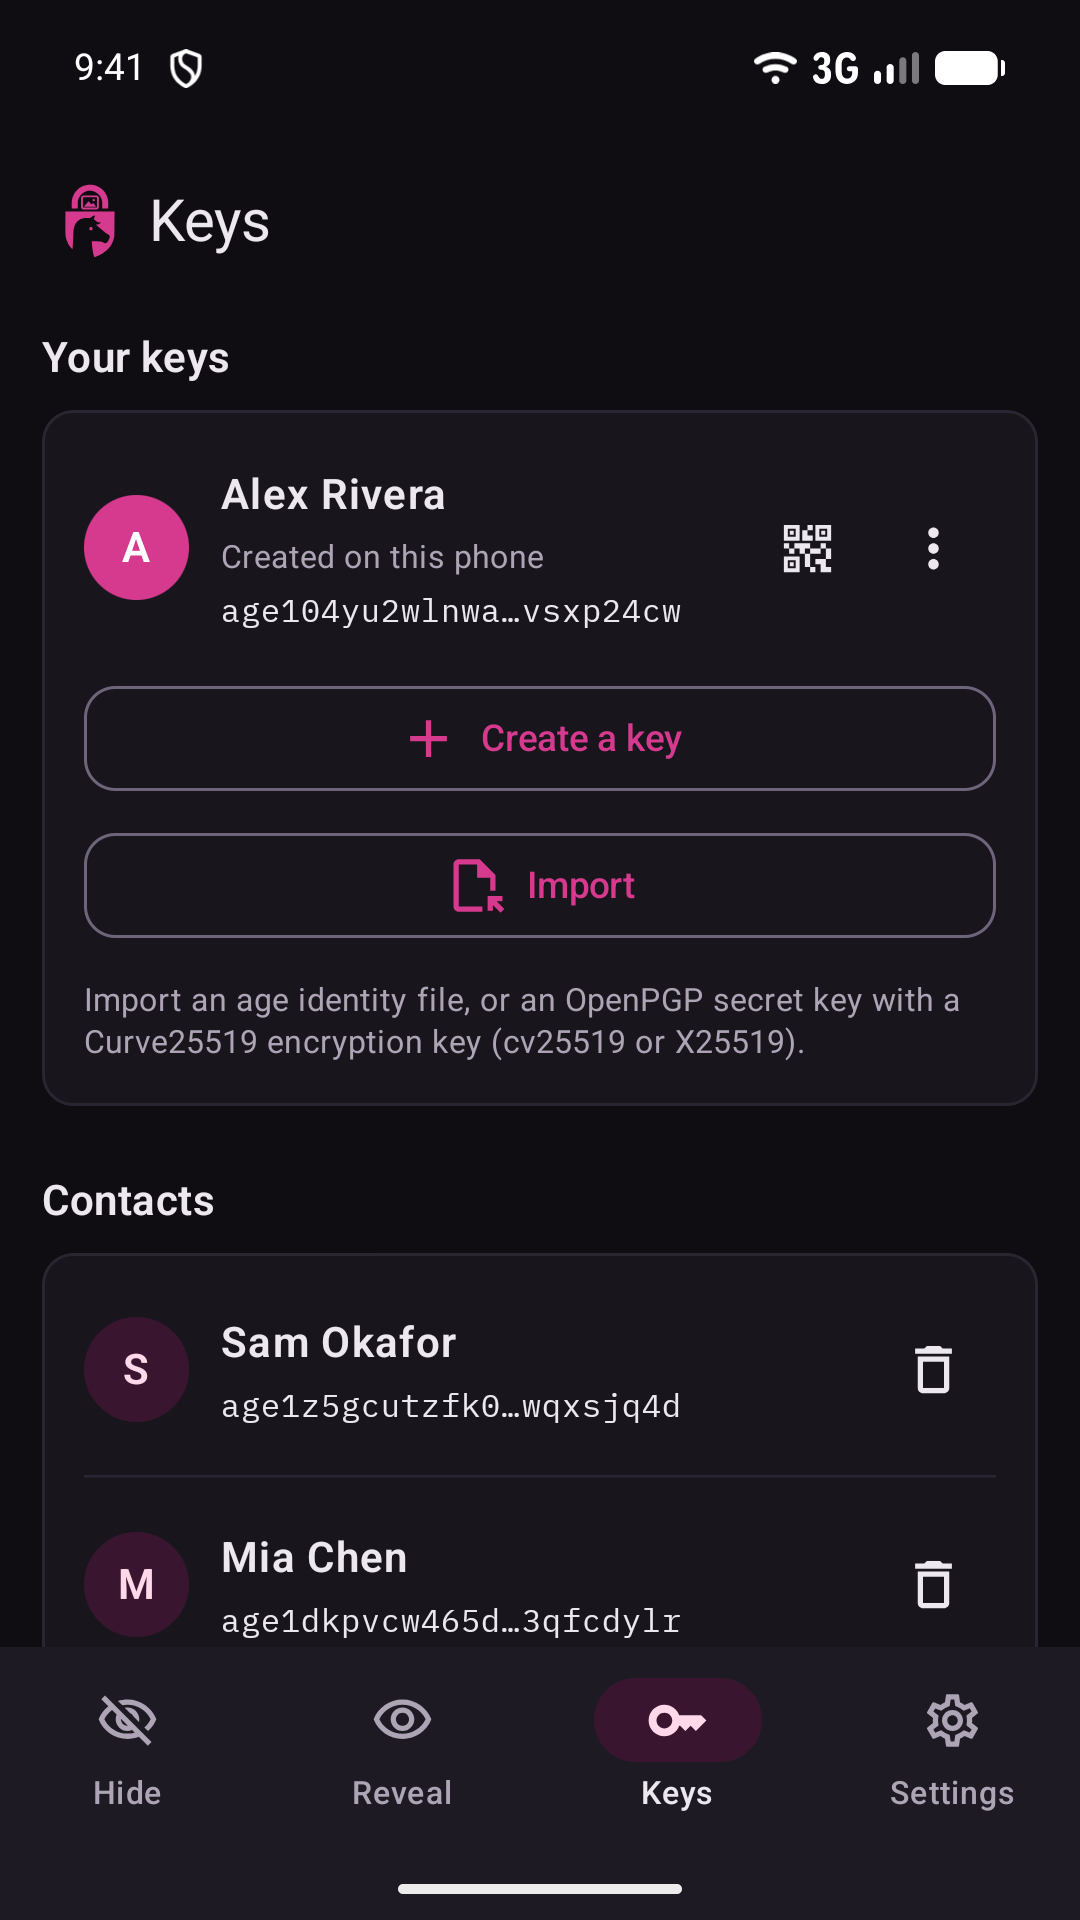 9:41
3G
Keys
Your keys
A
Alex Rivera
Created on this phone
age104yu2wlnwa…vsxp24cw
Create a key
Import
Import an age identity file, or an OpenPGP secret key with a
Curve25519 encryption key (cv25519 or X25519).
Contacts
S
Sam Okafor
age1z5gcutzfk0…wqxsjq4d
M
Mia Chen
age1dkpvcw465d…3qfcdylr
Hide
Reveal
Keys
Settings